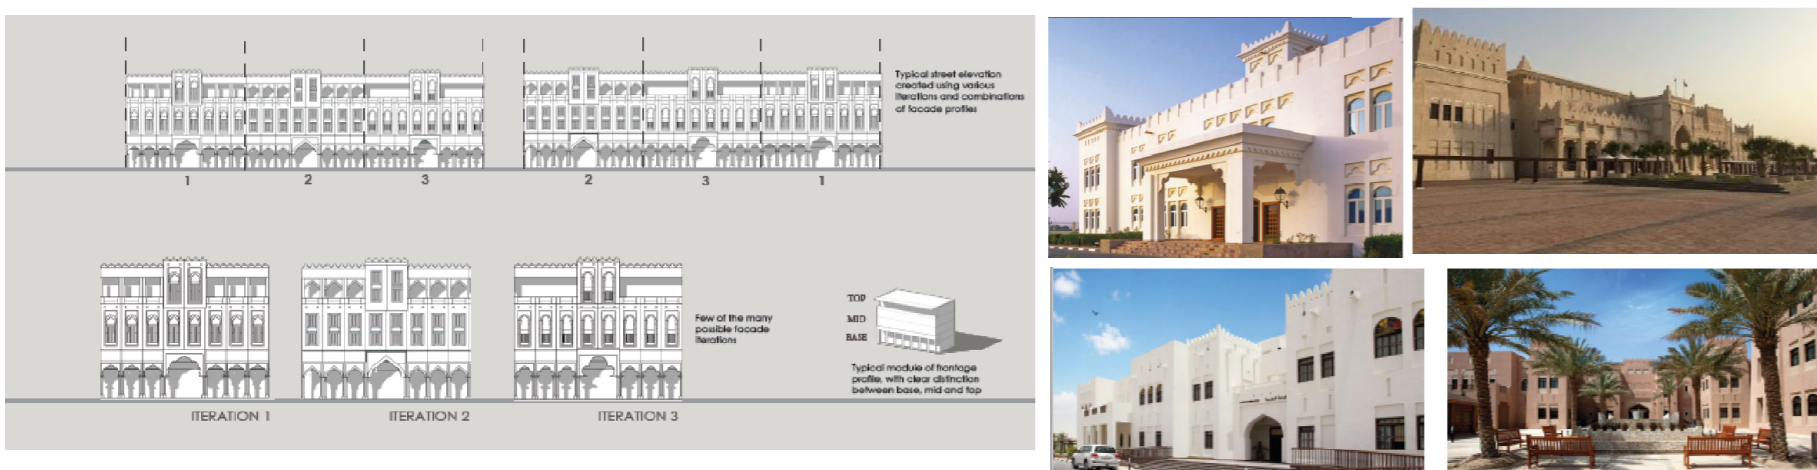 Typical street elevation
created using various
iterations and combinations
of facade profiles
1
2
3
2
3
1
Few of the many
possible facade
iterations
TOP
MID
BASE
Typical module of frontage
profile, with clear distinction
between base, mid and top
ITERATION 1
ITERATION 2
ITERATION 3